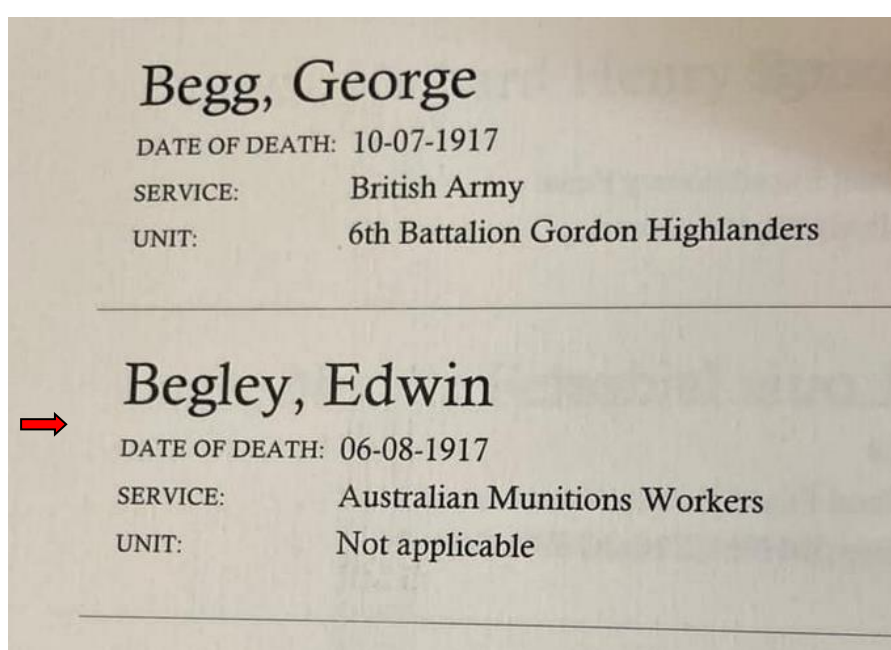 Begg, George
DATE OF DEATH: 10-07-1917
SERVICE: British Army
UNIT: 6th Battalion Gordon Highlanders
Begley, Edwin
DATE OF DEATH: 06-08-1917
SERVICE: Australian Munitions Workers
UNIT: Not applicable